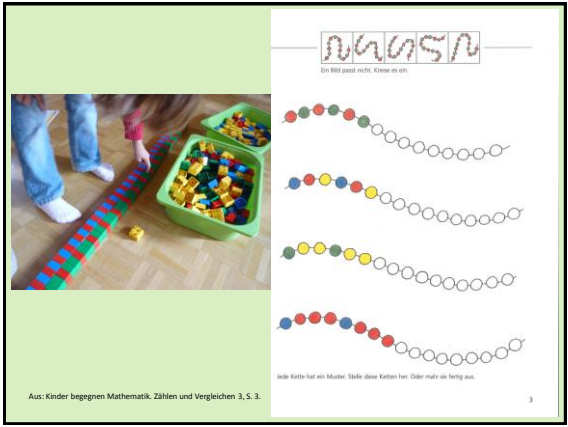 Ein Bild passt nicht. Kreise es ein.
Jede Kette hat ein Muster. Stelle diese Ketten her. Oder male sie fertig aus.
Aus: Kinder begegnen Mathematik. Zählen und Vergleichen 3, S. 3.
3